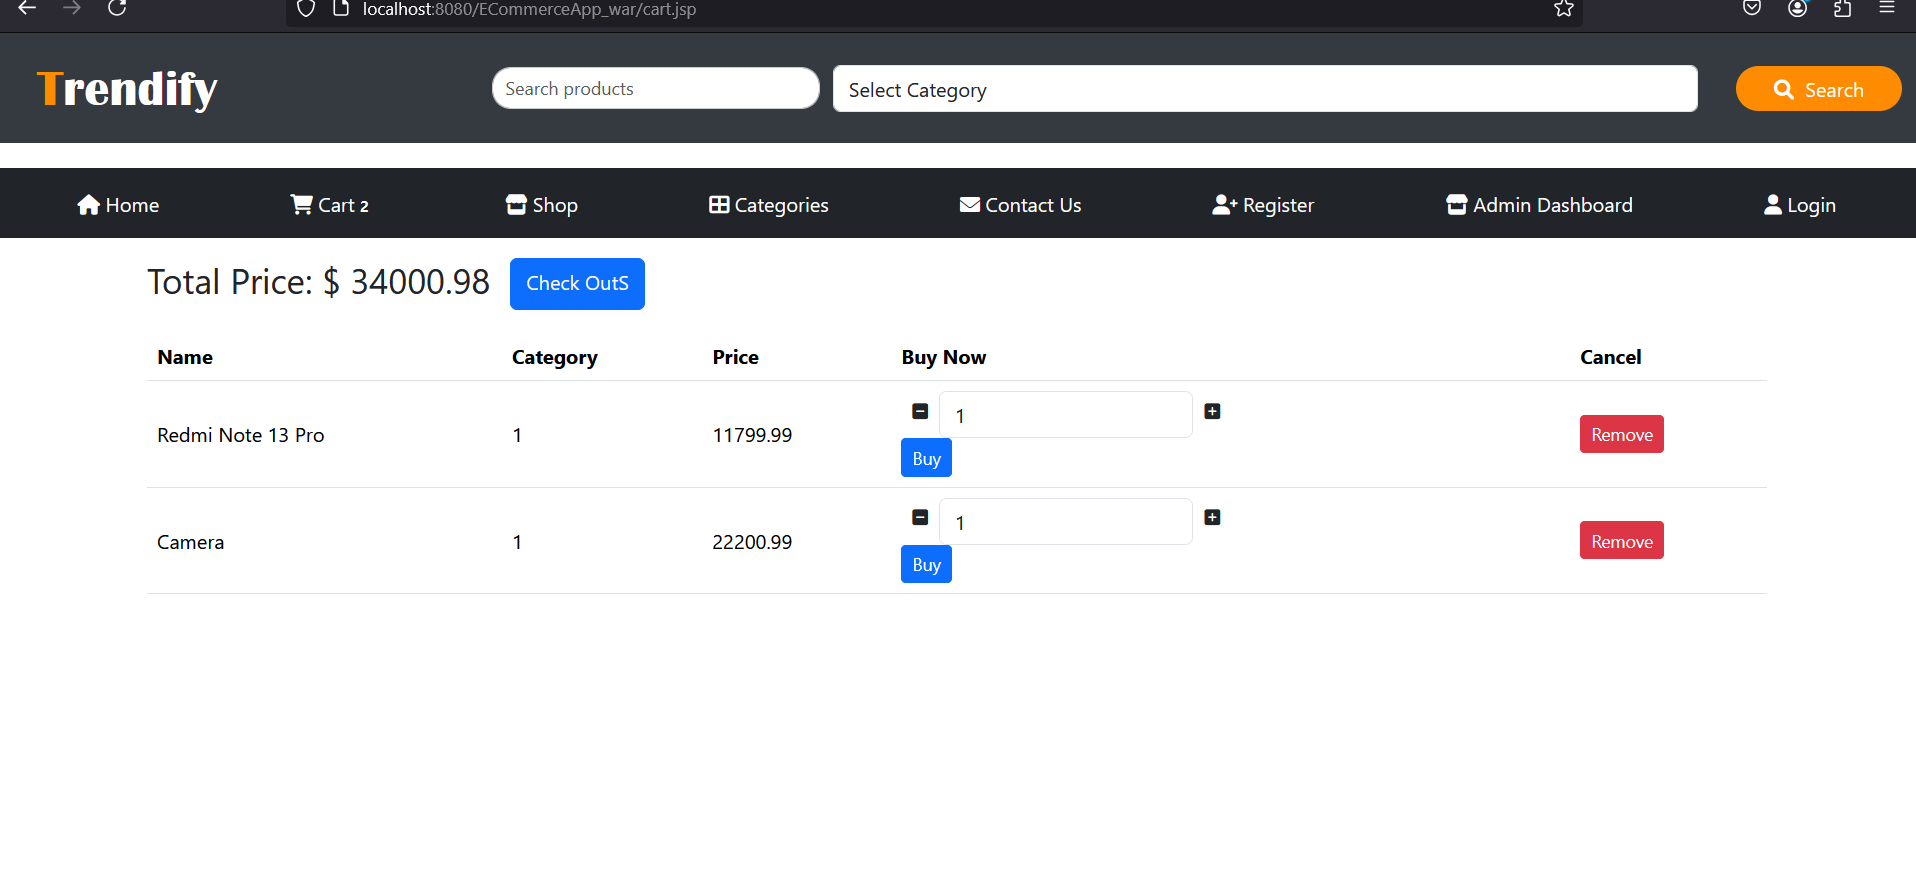 localhost:8080/ECommerceApp_war/cart.jsp
Trendify
Search products
Select Category
Search
Home
Cart 2
Shop
Categories
Contact Us
Register
Admin Dashboard
Login
Total Price: $ 34000.98
Check OutS
Name Category Price Buy Now Cancel
Redmi Note 13 Pro 1 11799.99 1 Remove
Buy
Camera 1 22200.99 1 Remove
Buy